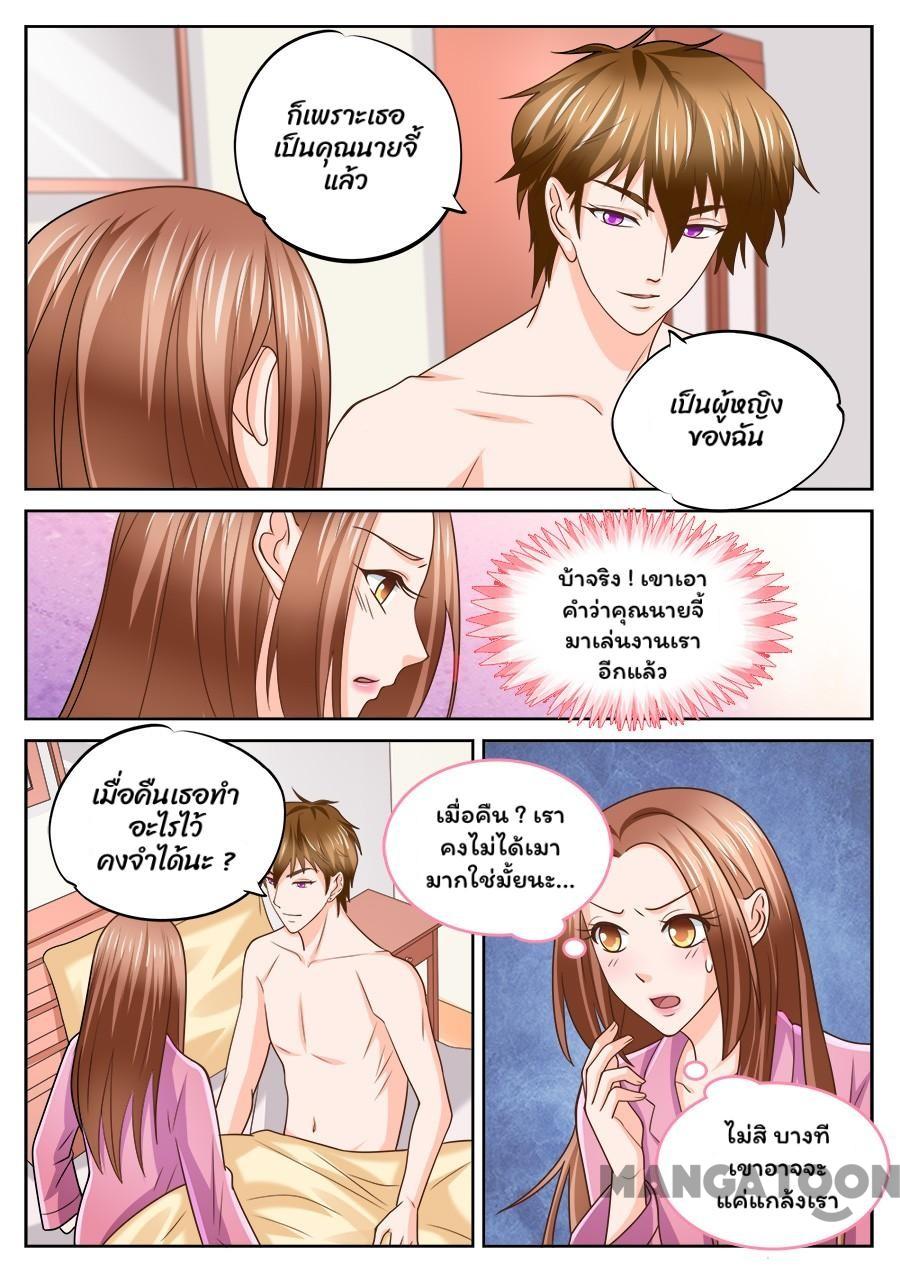 ก็เพราะเธอ
เป็นคุณนายจี้
แล้ว
เป็นผู้หญิง
ของฉัน
บ้าจริง ! เขาเอา
คำว่าคุณนายจี้
มาเล่นงานเรา
อีกแล้ว
เมื่อคืนเธอทำ
อะไรไว้
คงจำได้นะ ?
เมื่อคืน ? เรา
คงไม่ได้เมา
มากใช่มั้ยนะ...
ไม่สิ บางที
เขาอาจจะ
แค่แกล้งเรา
MANGATOON